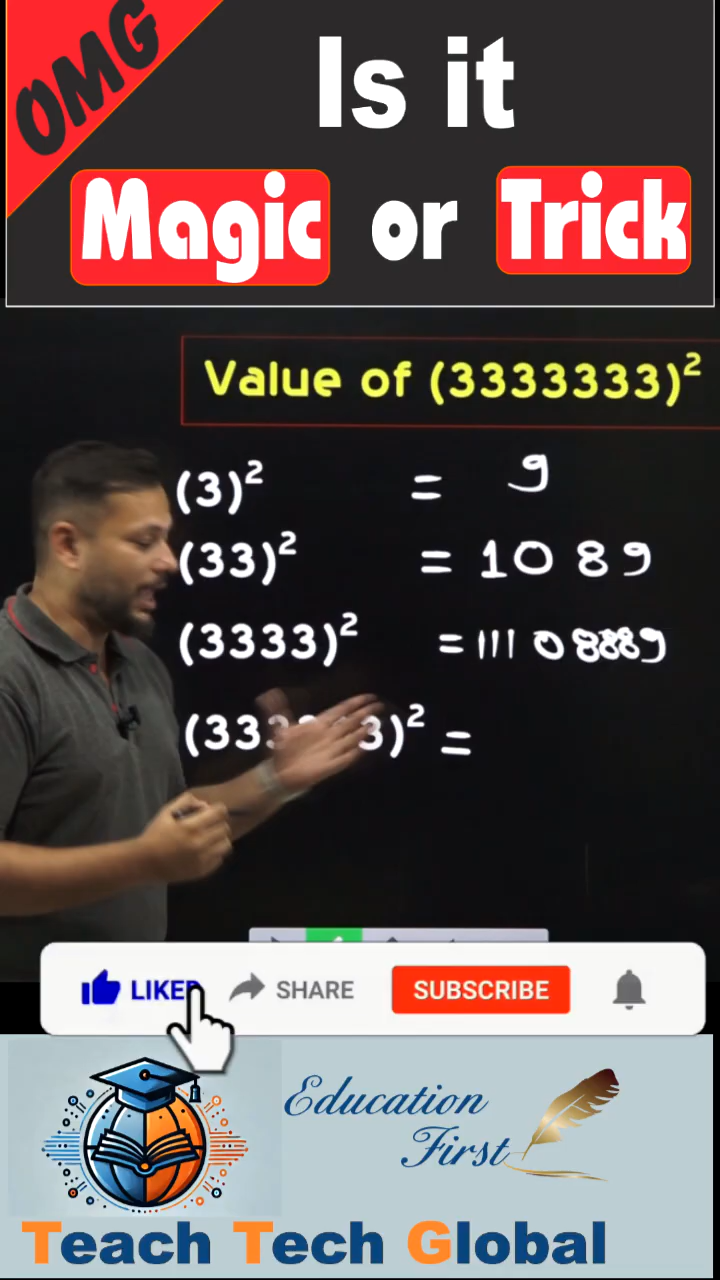 OMG
Is it
Magic or Trick
Value of (3333333)²
(3)² = 9
(33)² = 1089
(3333)² = 11108889
=
LIKED
SHARE
SUBSCRIBE
Education
First
Teach Tech Global